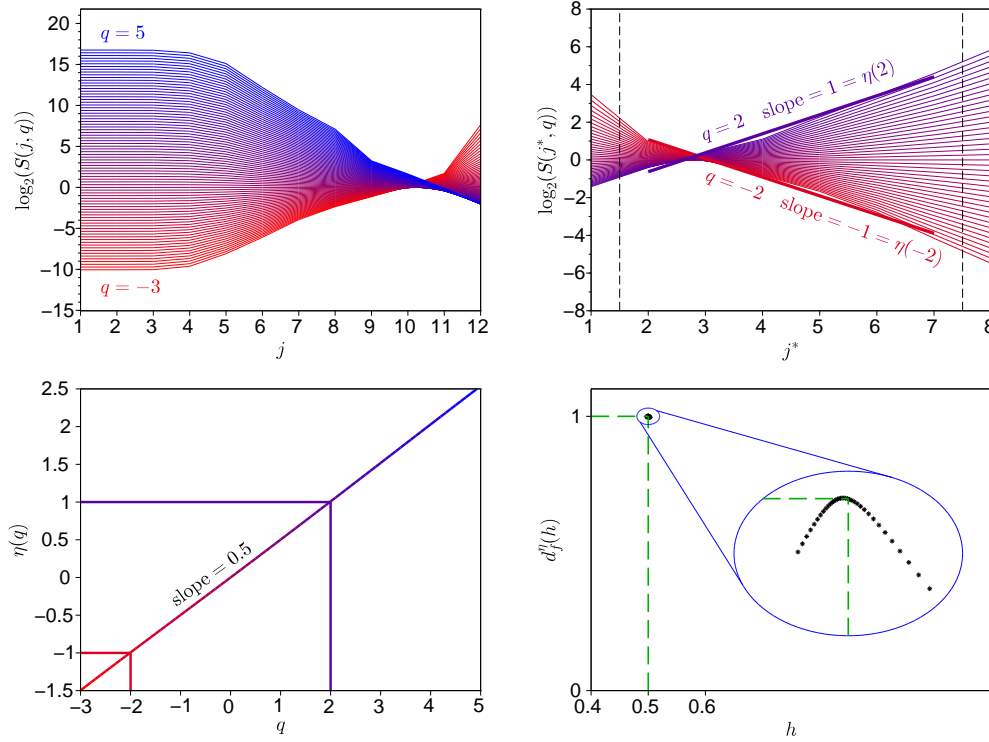 20
15
10
5
0
−5
−10
−15
log₂(S(j, q))
q = 5
q = −3
1 2 3 4 5 6 7 8 9 10 11 12
j
8
6
4
2
0
−2
−4
−6
−8
log₂(S(j*, q))
q = 2 slope = 1 = η(2)
q = −2 slope = −1 = η(−2)
1 2 3 4 5 6 7 8
j*
2.5
2
1.5
1
0.5
0
−0.5
−1
−1.5
η(q)
slope = 0.5
−3 −2 −1 0 1 2 3 4 5
q
1
0
d_f^η(h)
0.4 0.5 0.6
h